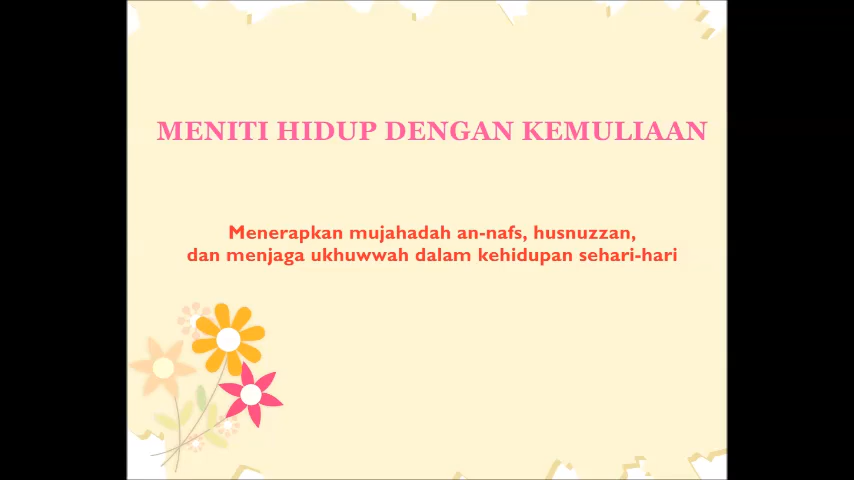 MENITI HIDUP DENGAN KEMULIAAN
Menerapkan mujahadah an-nafs, husnuzzan,
dan menjaga ukhuwwah dalam kehidupan sehari-hari